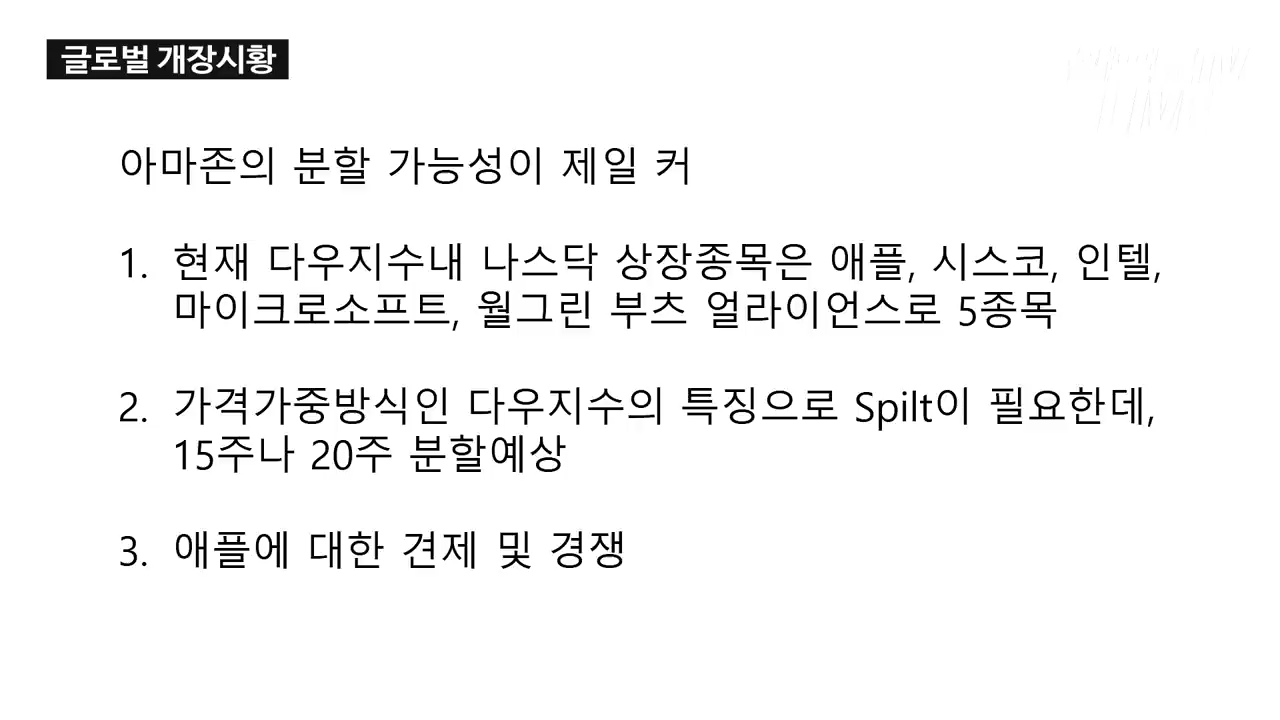 글로벌 개장시황
아마존의 분할 가능성이 제일 커
1. 현재 다우지수내 나스닥 상장종목은 애플, 시스코, 인텔,
마이크로소프트, 월그린 부츠 얼라이언스로 5종목
2. 가격가중방식인 다우지수의 특징으로 Spilt이 필요한데,
15주나 20주 분할예상
3. 애플에 대한 견제 및 경쟁